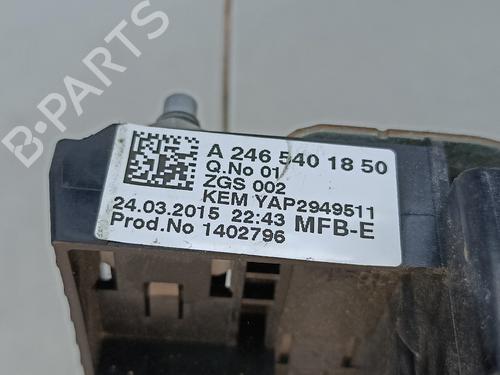 B-PARTS
A 246 540 18 50
Q.No 01
ZGS 002
KEM YAP2949511
24.03.2015 22:43 MFB-E
Prod.No 1402796